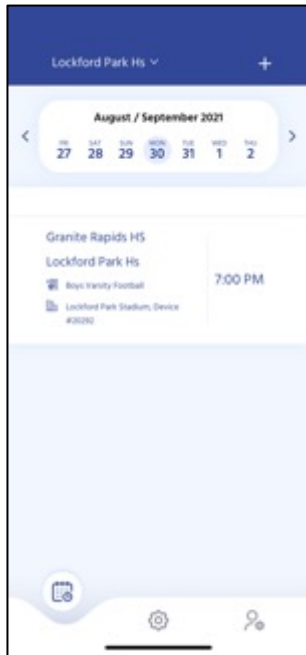 Lockford Park Hs
+
August / September 2021
FRI SAT SUN MON TUE WED THU
27 28 29 30 31 1 2
Granite Rapids HS
Lockford Park Hs
7:00 PM
Boys Varsity Football
Lockford Park Stadium, Device
#20292